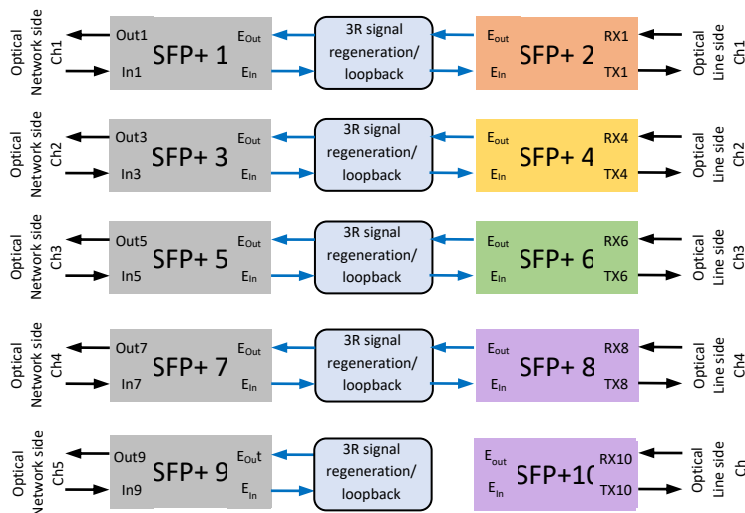 Optical
Network side
Ch1
Out1
In1
SFP+ 1
EOut
EIn
3R signal
regeneration/
loopback
Eout
EIn
SFP+ 2
RX1
TX1
Optical
Line side
Ch1
Optical
Network side
Ch2
Out3
In3
SFP+ 3
EOut
EIn
3R signal
regeneration/
loopback
Eout
EIn
SFP+ 4
RX4
TX4
Optical
Line side
Ch2
Optical
Network side
Ch3
Out5
In5
SFP+ 5
EOut
EIn
3R signal
regeneration/
loopback
Eout
EIn
SFP+ 6
RX6
TX6
Optical
Line side
Ch3
Optical
Network side
Ch4
Out7
In7
SFP+ 7
EOut
EIn
3R signal
regeneration/
loopback
Eout
EIn
SFP+ 8
RX8
TX8
Optical
Line side
Ch4
Optical
Network side
Ch5
Out9
In9
SFP+ 9
EOut
EIn
3R signal
regeneration/
loopback
Eout
EIn
SFP+10
RX10
TX10
Optical
Line side
Ch